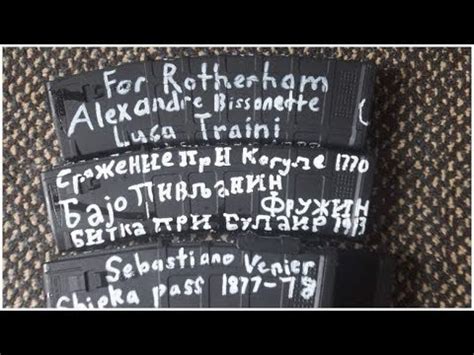 For Rotherham
Alexandre Bissonette
Luca Traini
Сражение при Кагуле 1770
Бајо Пивљанин
Фружин
битка при Булаир 1913
Sebastiano Venier
Shipka pass 1877-78